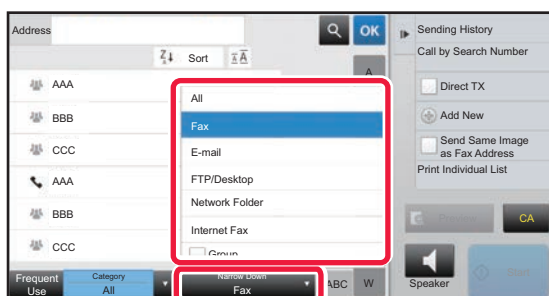 Address
OK
Sending History
Call by Search Number
Z
Sort
A A
A
AAA
Direct TX
All
BBB
Fax
Add New
CCC
E-mail
Send Same Image
as Fax Address
AAA
FTP/Desktop
Print Individual List
Network Folder
BBB
Internet Fax
CA
CCC
Group
Frequent
Use
Category
All
Narrow Down
Fax
ABC
W
Speaker
Start